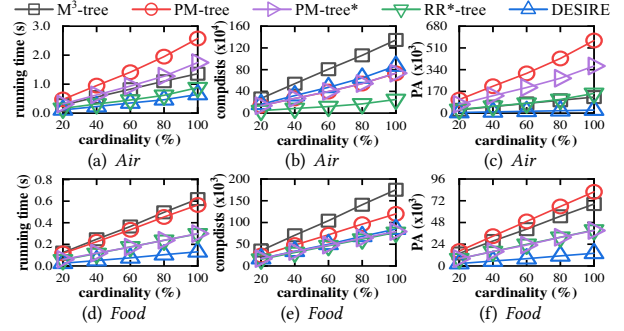 M³-tree PM-tree PM-tree* RR*-tree DESIRE
running time (s)
3.0
2.0
1.0
0.0
20 40 60 80 100
cardinality (%)
(a) Air
compdists (x10⁴)
160
120
80
40
0
20 40 60 80 100
cardinality (%)
(b) Air
PA (x10³)
680
510
340
170
0
20 40 60 80 100
cardinality (%)
(c) Air
running time (s)
0.8
0.6
0.4
0.2
0.0
20 40 60 80 100
cardinality (%)
(d) Food
compdists (x10³)
200
150
100
50
0
20 40 60 80 100
cardinality (%)
(e) Food
PA (x10³)
96
72
48
24
0
20 40 60 80 100
cardinality (%)
(f) Food